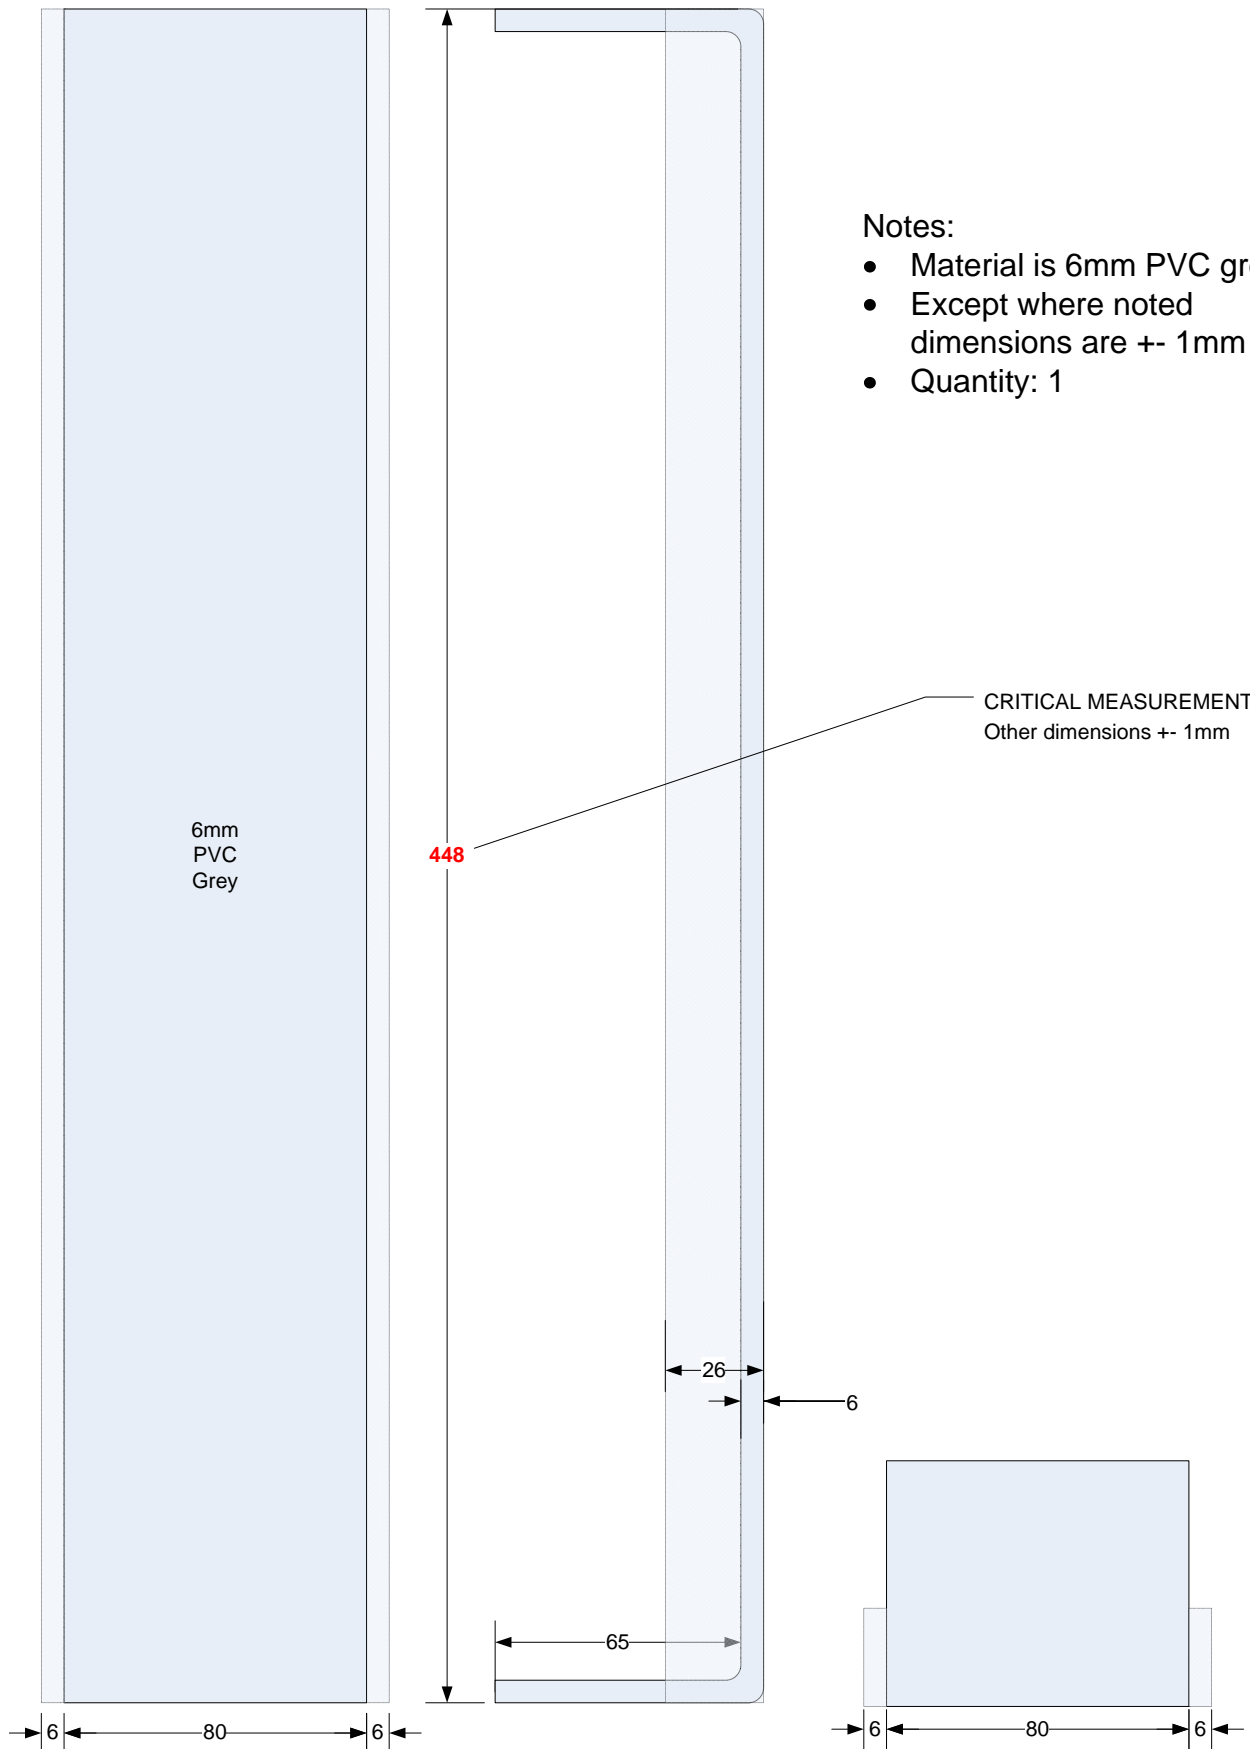 Notes:
• Material is 6mm PVC
• Except where noted
dimensions are +- 1mm
• Quantity: 1
CRITICAL MEASUREMENT
Other dimensions +- 1mm
6mm
PVC
Grey
448
26
6
65
6 80 6
6 80 6